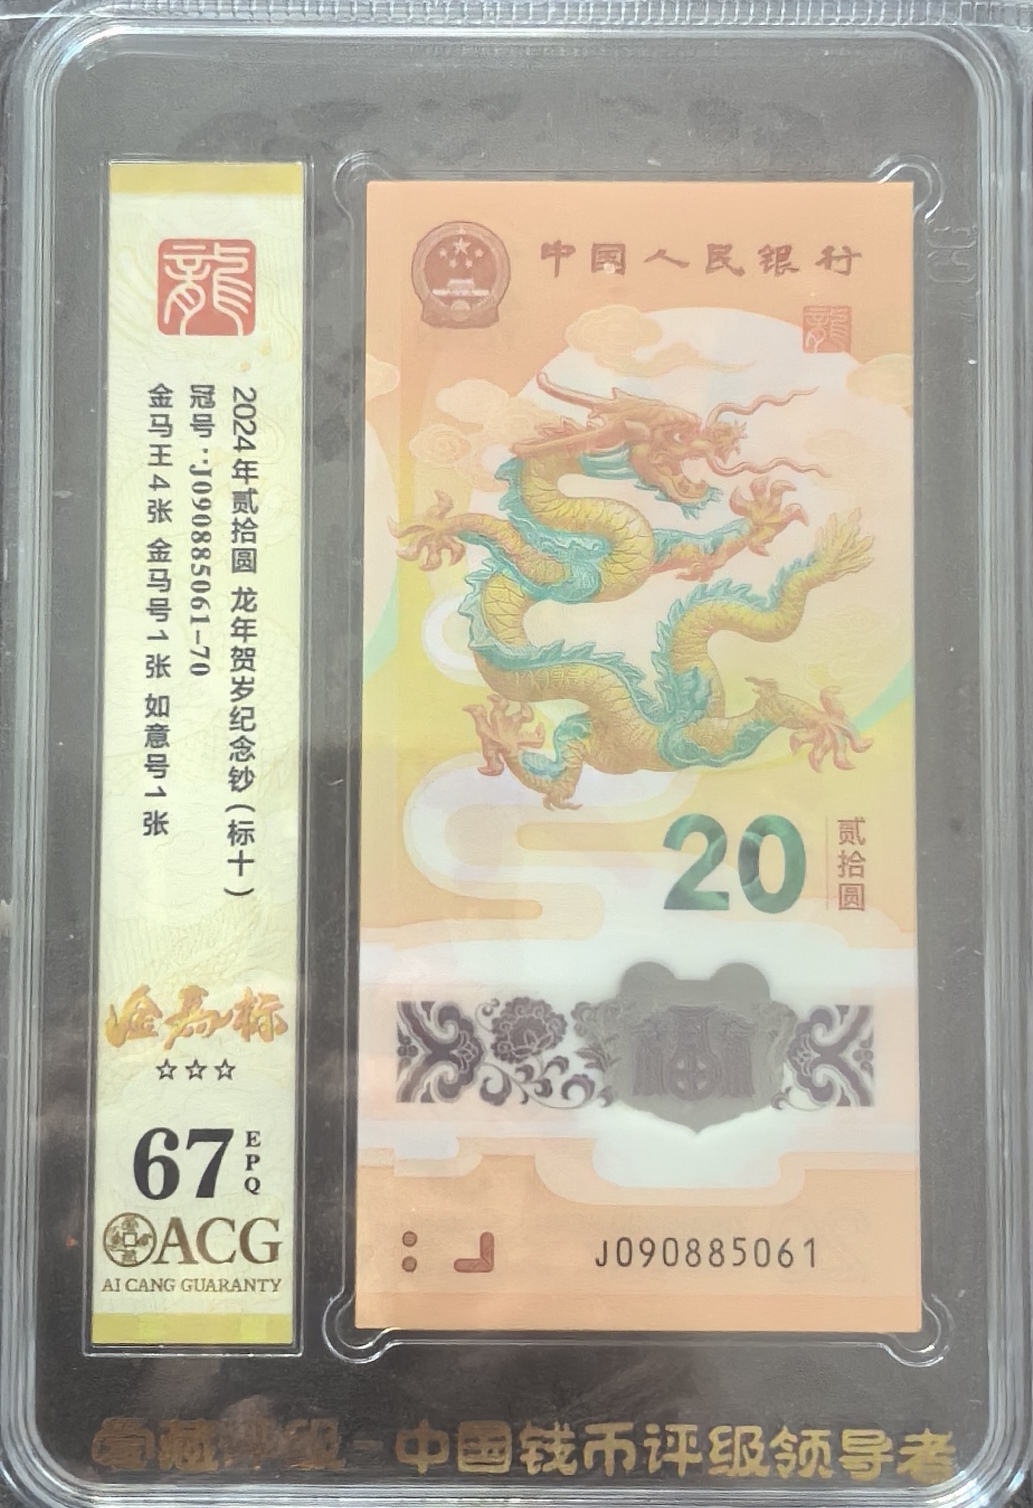 龍
2024年贰拾圆 龙年贺岁纪念钞(标十)
冠号:J090885061-70
金马王4张 金马号1张 如意号1张
金马标
☆☆☆
67 EPQ
ACG
AI CANG GUARANTY
中国人民银行
龍
20 贰拾圆
J090885061
爱藏评级-中国钱币评级领导者